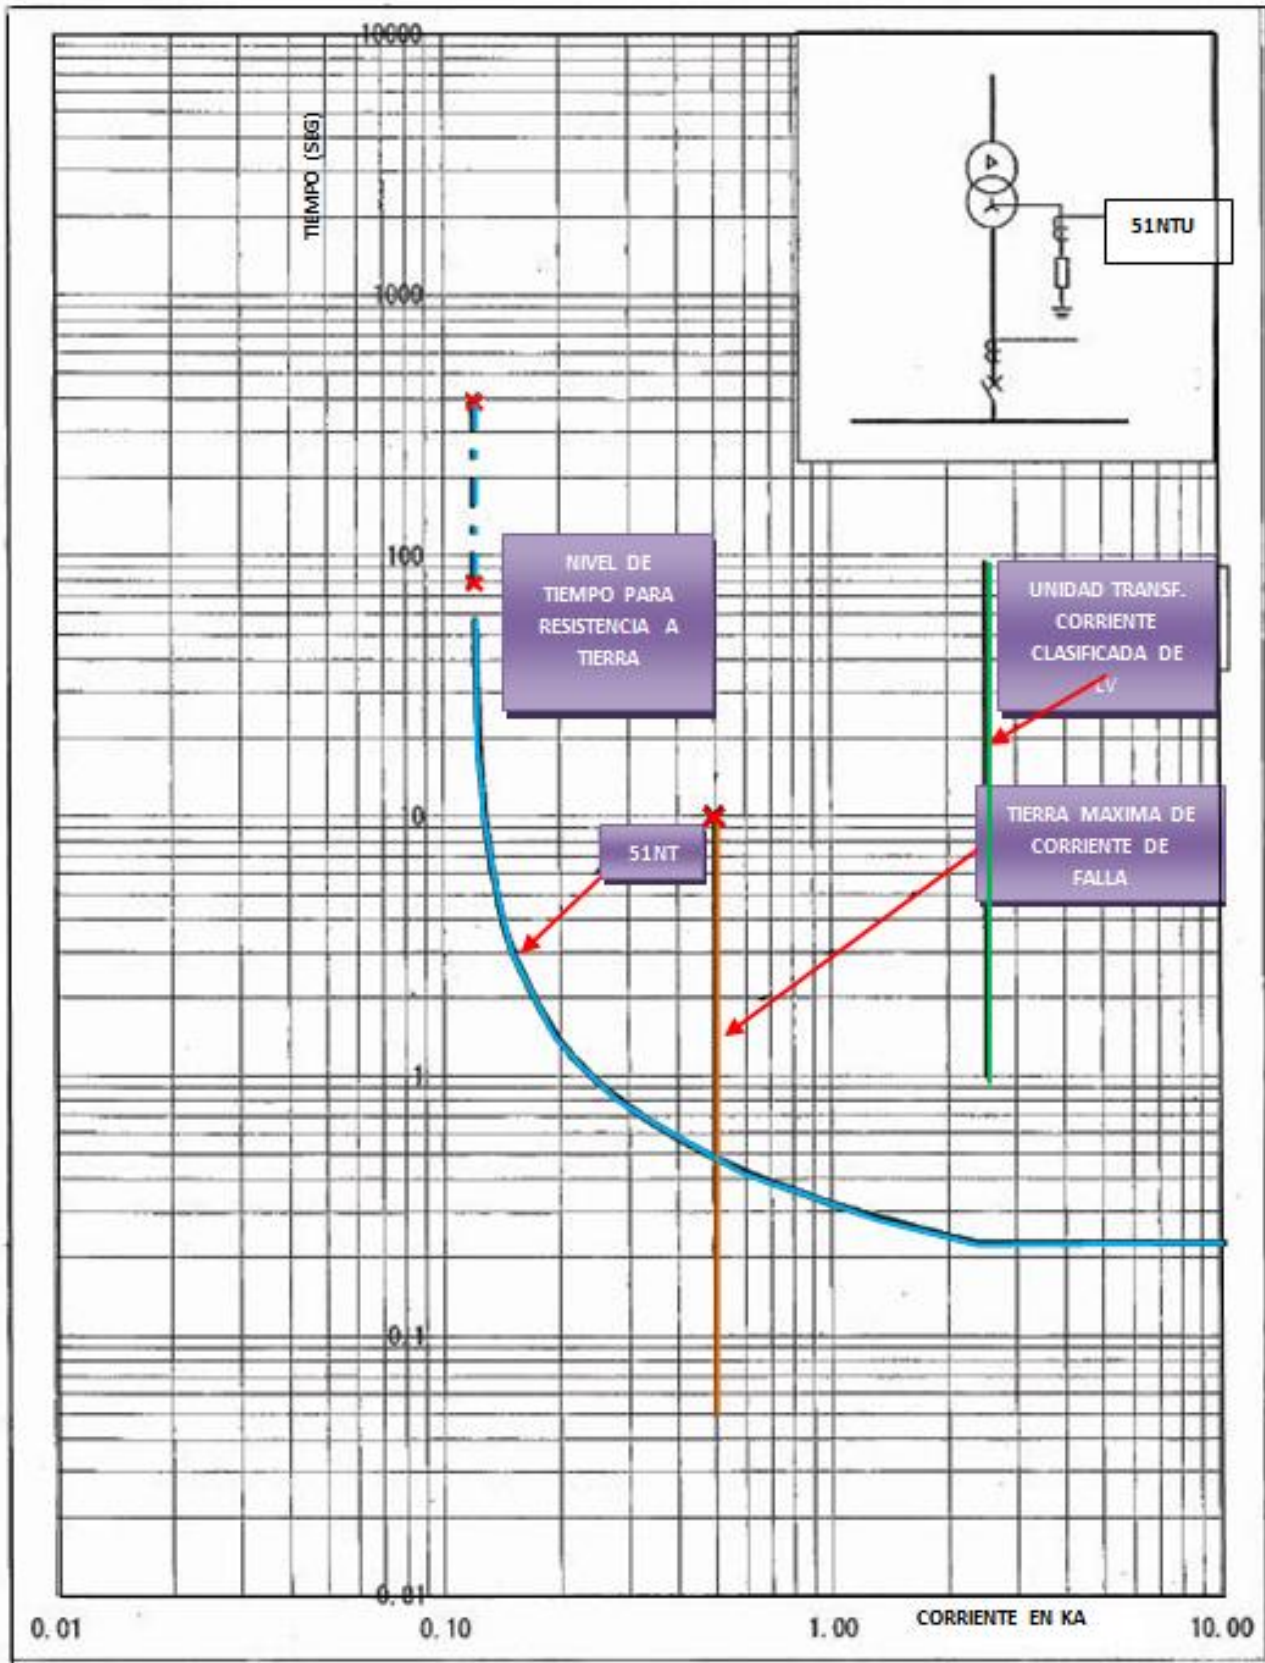 10000
TIEMPO (SEG)
51NTU
1000
100
NIVEL DE
TIEMPO PARA
RESISTENCIA A
TIERRA
UNIDAD TRANSF.
CORRIENTE
CLASIFICADA DE
LV
TIERRA MAXIMA DE
CORRIENTE DE
FALLA
51NT
1
0.1
0.01
0.01
0.10
1.00
CORRIENTE EN KA
10.00